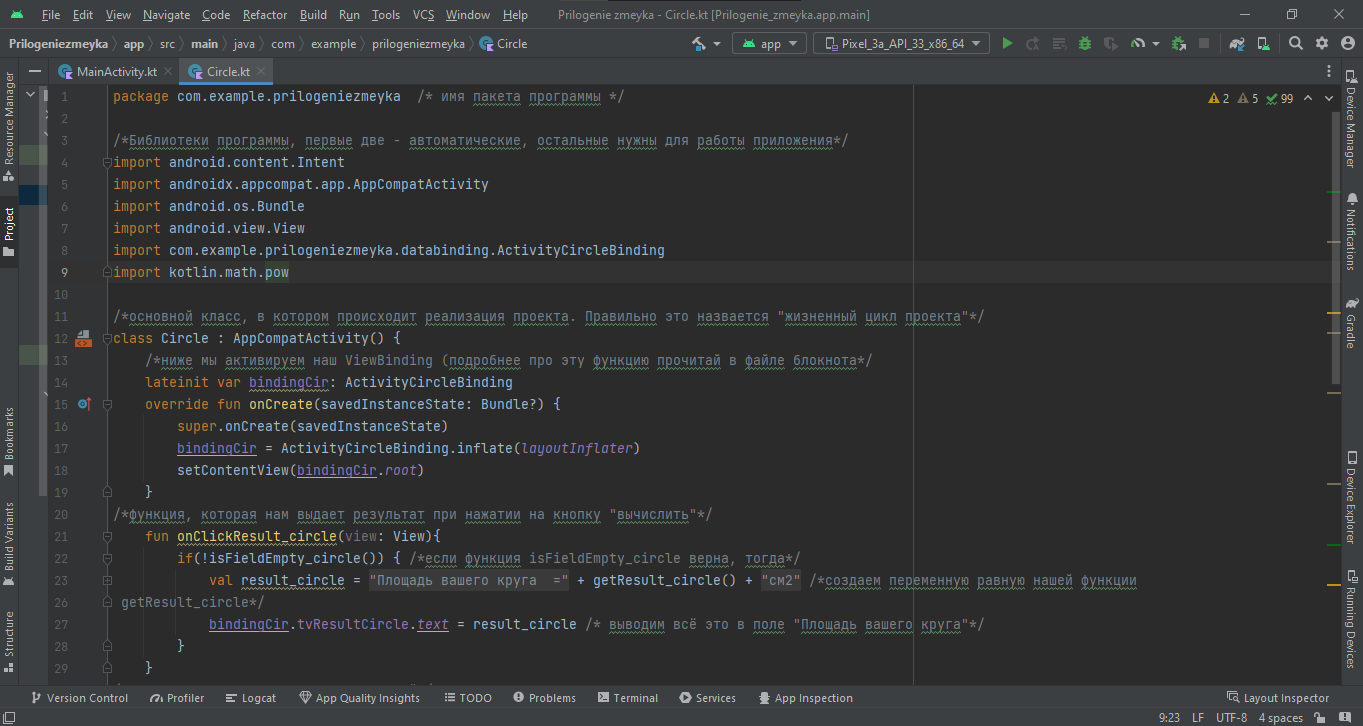 File Edit View Navigate Code Refactor Build Run Tools VCS Window Help Prilogenie zmeyka - Circle.kt [Prilogenie_zmeyka.app.main]
Prilogeniezmeyka app src main java com example prilogeniezmeyka Circle app Pixel_3a_API_33_x86_64
MainActivity.kt Circle.kt
Resource Manager
Project
Bookmarks
Build Variants
Structure
2 5 99
1 package com.example.prilogeniezmeyka /* имя пакета программы */
2
3 /*Библиотеки программы, первые две - автоматические, остальные нужны для работы приложения*/
4 import android.content.Intent
5 import androidx.appcompat.app.AppCompatActivity
6 import android.os.Bundle
7 import android.view.View
8 import com.example.prilogeniezmeyka.databinding.ActivityCircleBinding
9 import kotlin.math.pow
10
11 /*основной класс, в котором происходит реализация проекта. Правильно это назвается "жизненный цикл проекта"*/
12 class Circle : AppCompatActivity() {
13 /*ниже мы активируем наш ViewBinding (подробнее про эту функцию прочитай в файле блокнота*/
14 lateinit var bindingCir: ActivityCircleBinding
15 override fun onCreate(savedInstanceState: Bundle?) {
16 super.onCreate(savedInstanceState)
17 bindingCir = ActivityCircleBinding.inflate(layoutInflater)
18 setContentView(bindingCir.root)
19 }
20 /*функция, которая нам выдает результат при нажатии на кнопку "вычислить"*/
21 fun onClickResult_circle(view: View){
22 if(!isFieldEmpty_circle()) { /*если функция isFieldEmpty_circle верна, тогда*/
23 val result_circle = "Площадь вашего круга =" + getResult_circle() + "см2" /*создаем переменную равную нашей функции
26 getResult_circle*/
27 bindingCir.tvResultCircle.text = result_circle /* выводим всё это в поле "Площадь вашего круга"*/
28 }
29 }
Device Manager
Notifications
Gradle
Device Explorer
Running Devices
Version Control Profiler Logcat App Quality Insights TODO Problems Terminal Services App Inspection Layout Inspector
9:23 LF UTF-8 4 spaces